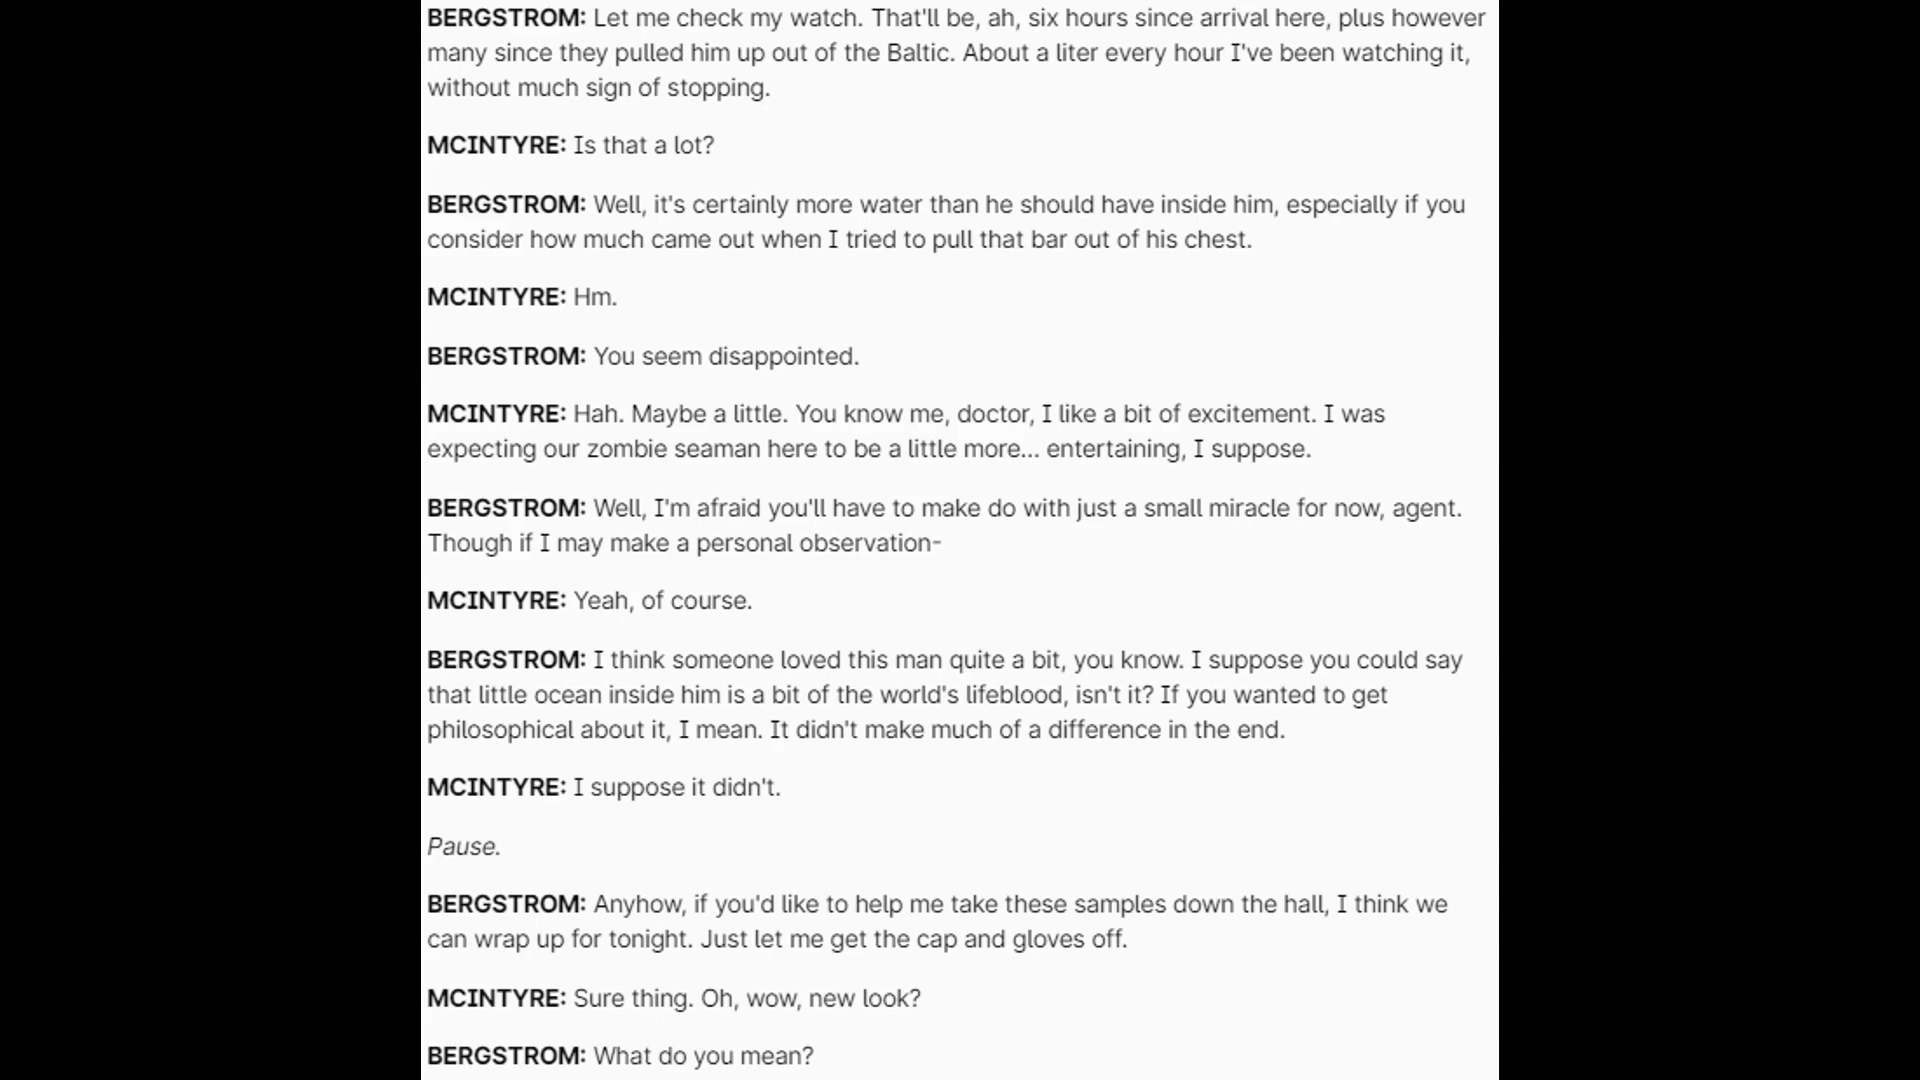 BERGSTROM: Let me check my watch. That'll be, ah, six hours since arrival here, plus however
many since they pulled him up out of the Baltic. About a liter every hour I've been watching it,
without much sign of stopping.
MCINTYRE: Is that a lot?
BERGSTROM: Well, it's certainly more water than he should have inside him, especially if you
consider how much came out when I tried to pull that bar out of his chest.
MCINTYRE: Hm.
BERGSTROM: You seem disappointed.
MCINTYRE: Hah. Maybe a little. You know me, doctor, I like a bit of excitement. I was
expecting our zombie seaman here to be a little more... entertaining, I suppose.
BERGSTROM: Well, I'm afraid you'll have to make do with just a small miracle for now, agent.
Though if I may make a personal observation-
MCINTYRE: Yeah, of course.
BERGSTROM: I think someone loved this man quite a bit, you know. I suppose you could say
that little ocean inside him is a bit of the world's lifeblood, isn't it? If you wanted to get
philosophical about it, I mean. It didn't make much of a difference in the end.
MCINTYRE: I suppose it didn't.
Pause.
BERGSTROM: Anyhow, if you'd like to help me take these samples down the hall, I think we
can wrap up for tonight. Just let me get the cap and gloves off.
MCINTYRE: Sure thing. Oh, wow, new look?
BERGSTROM: What do you mean?